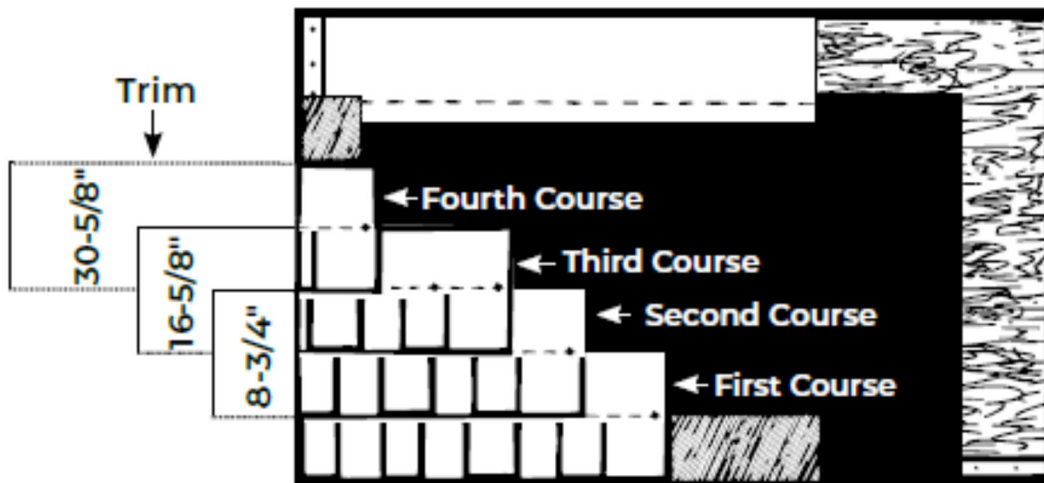 Trim
30-5/8"
Fourth Course
16-5/8"
Third Course
Second Course
8-3/4"
First Course